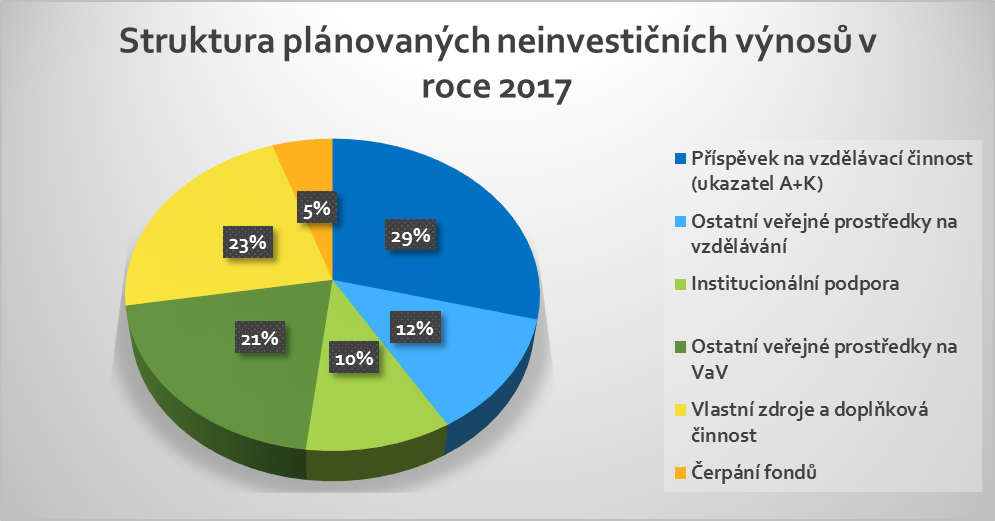 Struktura plánovaných neinvestičních výnosů v
roce 2017
5%
29%
23%
12%
21%
10%
Příspěvek na vzdělávací činnost
(ukazatel A+K)
Ostatní veřejné prostředky na
vzdělávání
Institucionální podpora
Ostatní veřejné prostředky na
VaV
Vlastní zdroje a doplňková
činnost
Čerpání fondů